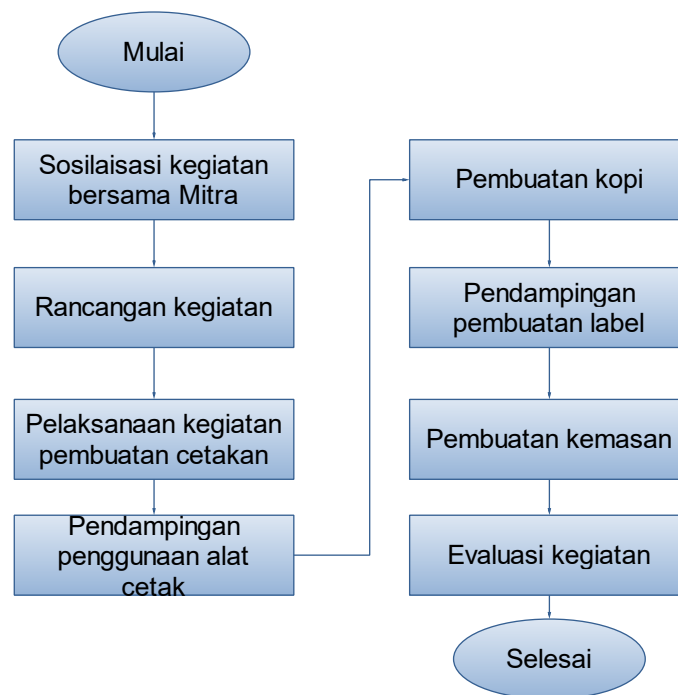 Mulai
Sosilaisasi kegiatan
bersama Mitra
Rancangan kegiatan
Pelaksanaan kegiatan
pembuatan cetakan
Pendampingan
penggunaan alat
cetak
Pembuatan kopi
Pendampingan
pembuatan label
Pembuatan kemasan
Evaluasi kegiatan
Selesai